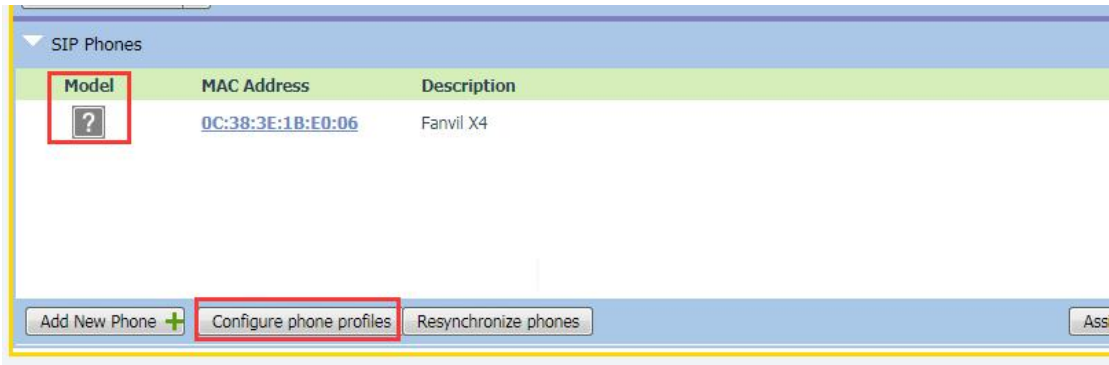 SIP Phones
Model MAC Address Description
? 0C:38:3E:1B:E0:06 Fanvil X4
Add New Phone + Configure phone profiles Resynchronize phones